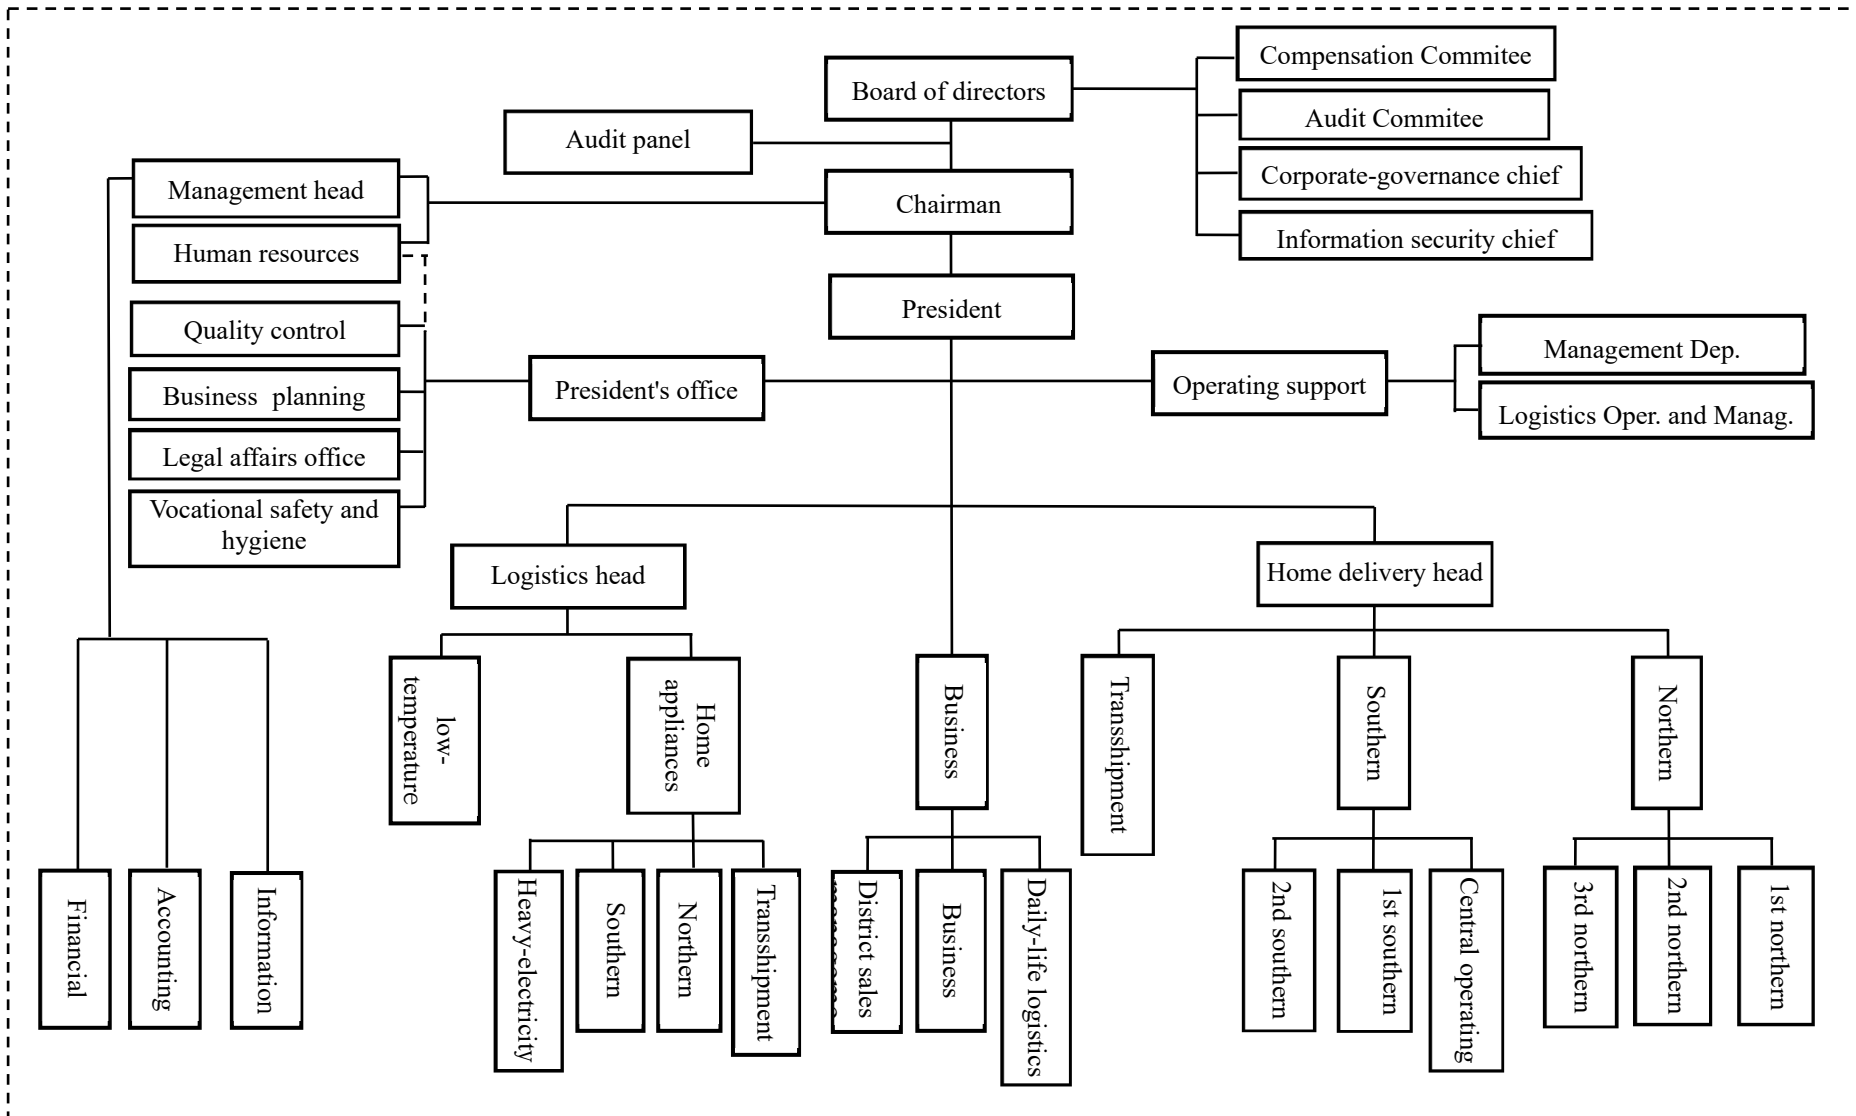 Compensation Commitee
Board of directors
Audit Commitee
Audit panel
Corporate-governance chief
Management head
Chairman
Information security chief
Human resources
President
Quality control
Management Dep.
President's office
Operating support
Business planning
Logistics Oper. and Manag.
Legal affairs office
Vocational safety and
hygiene
Logistics head
Home delivery head
low-
temperature
Home
appliances
Business
Transshipment
Southern
Northern
Financial
Accounting
Information
Heavy-electricity
Southern
Northern
Transshipment
District sales
Business
Daily-life logistics
2nd southern
1st southern
Central operating
3rd northern
2nd northern
1st northern